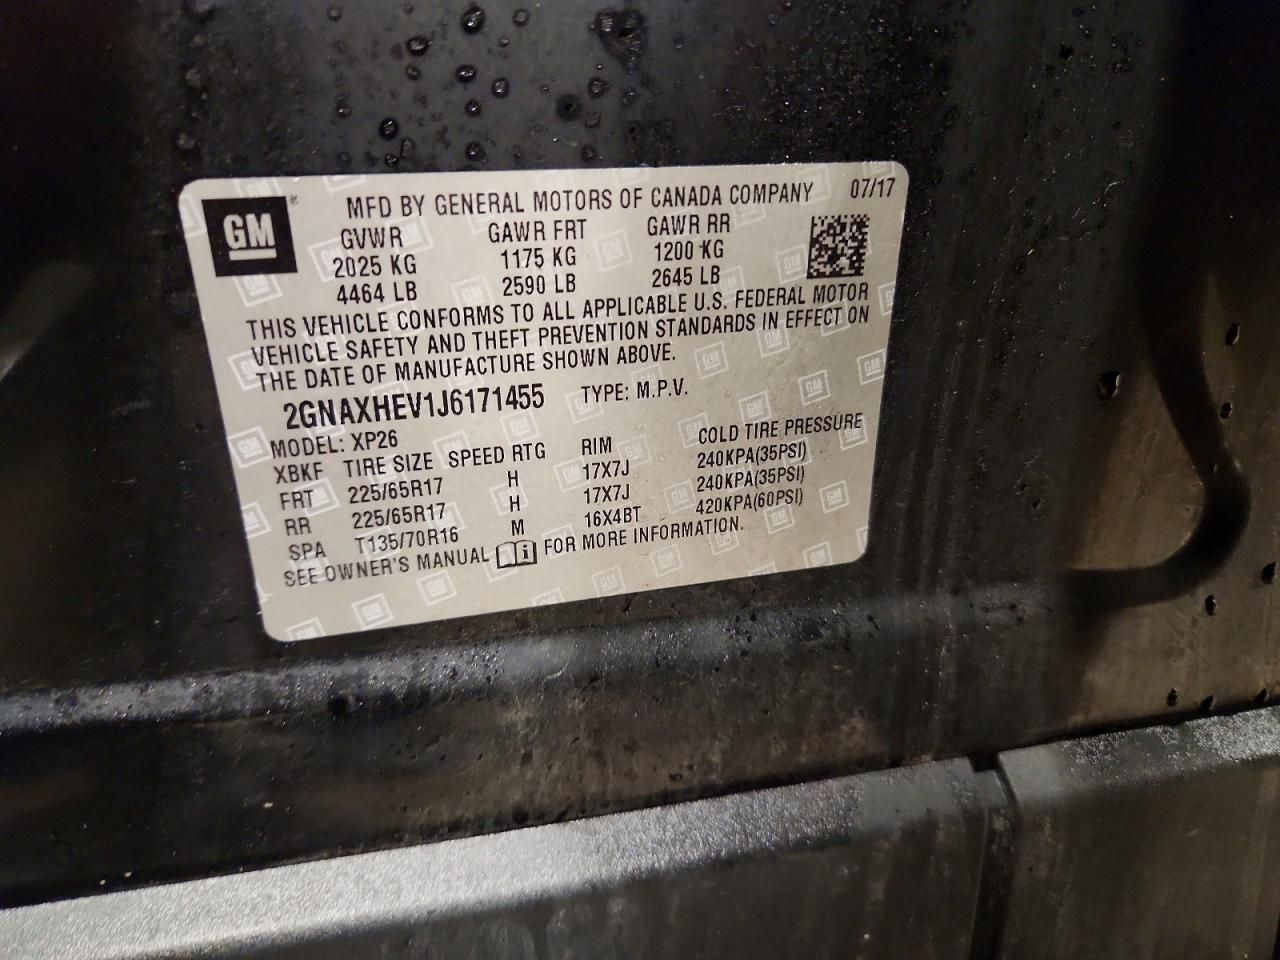 GM
MFD BY GENERAL MOTORS OF CANADA COMPANY 07/17
GVWR GAWR FRT GAWR RR
2025 KG 1175 KG 1200 KG
4464 LB 2590 LB 2645 LB
THIS VEHICLE CONFORMS TO ALL APPLICABLE U.S. FEDERAL MOTOR
VEHICLE SAFETY AND THEFT PREVENTION STANDARDS IN EFFECT ON
THE DATE OF MANUFACTURE SHOWN ABOVE.
2GNAXHEV1J6171455 TYPE: M.P.V.
MODEL: XP26
XBKF TIRE SIZE SPEED RTG RIM COLD TIRE PRESSURE
FRT 225/65R17 H 17X7J 240KPA(35PSI)
RR 225/65R17 H 17X7J 240KPA(35PSI)
SPA T135/70R16 M 16X4BT 420KPA(60PSI)
SEE OWNER'S MANUAL i FOR MORE INFORMATION.